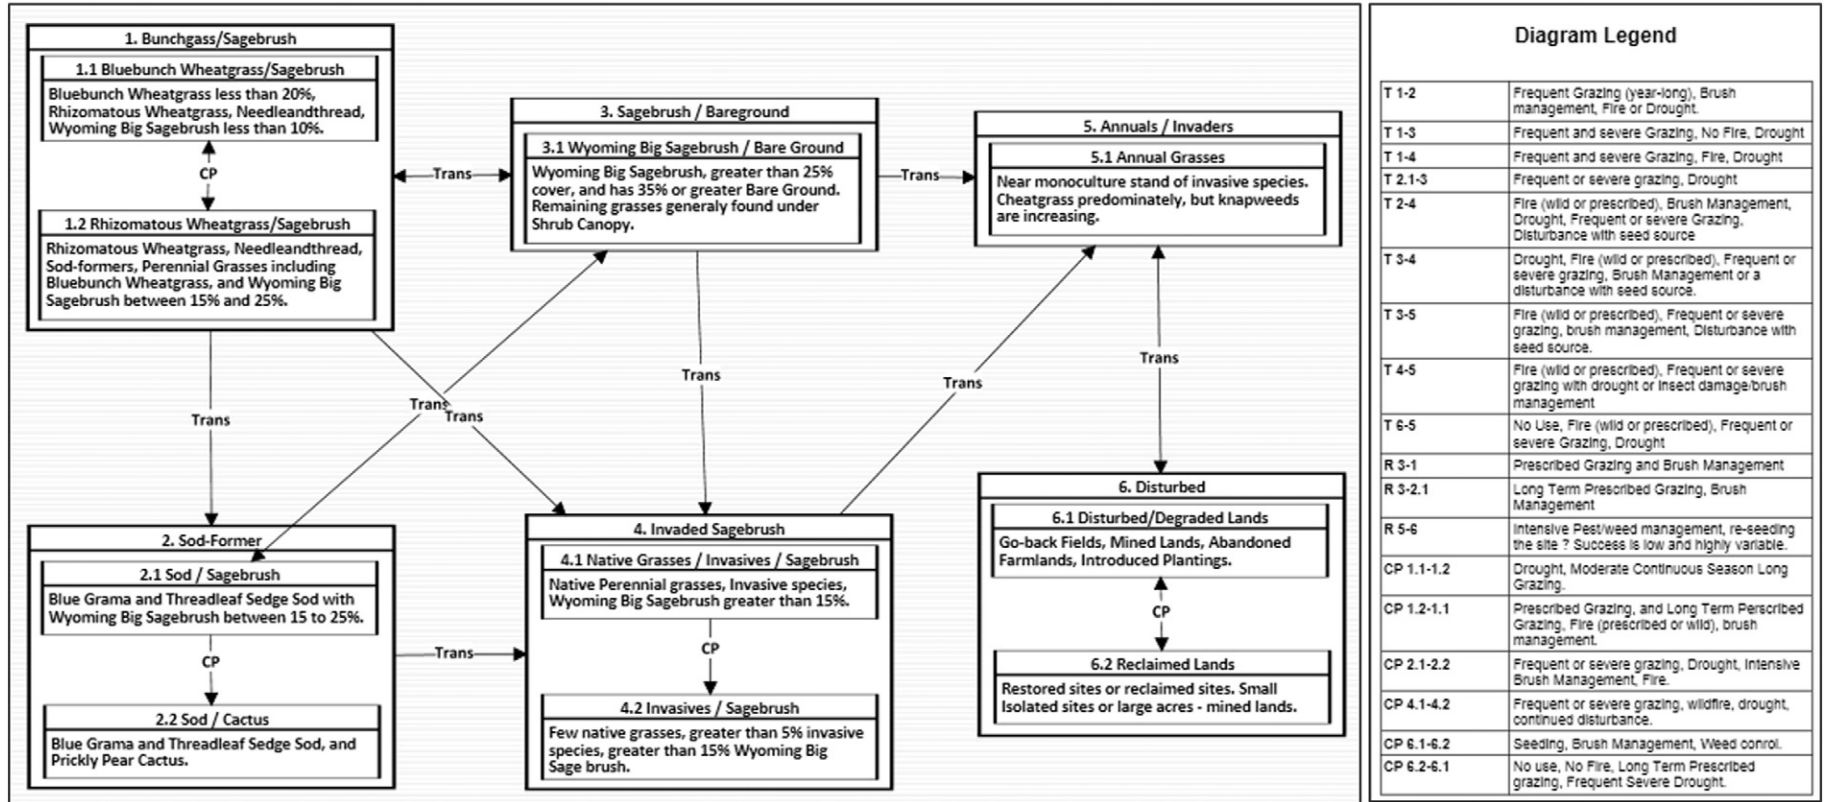 1. Bunchgass/Sagebrush
1.1 Bluebunch Wheatgrass/Sagebrush
Bluebunch Wheatgrass less than 20%,
Rhizomatous Wheatgrass, Needleandthread,
Wyoming Big Sagebrush less than 10%.
CP
1.2 Rhizomatous Wheatgrass/Sagebrush
Rhizomatous Wheatgrass, Needleandthread,
Sod-formers, Perennial Grasses including
Bluebunch Wheatgrass, and Wyoming Big
Sagebrush between 15% and 25%.
Trans
3. Sagebrush / Bareground
3.1 Wyoming Big Sagebrush / Bare Ground
Wyoming Big Sagebrush, greater than 25%
cover, and has 35% or greater Bare Ground.
Remaining grasses generaly found under
Shrub Canopy.
Trans
5. Annuals / Invaders
5.1 Annual Grasses
Near monoculture stand of invasive species.
Cheatgrass predominately, but knapweeds
are increasing.
Trans
Trans
Trans
Trans
Trans
Trans
2. Sod-Former
2.1 Sod / Sagebrush
Blue Grama and Threadleaf Sedge Sod with
Wyoming Big Sagebrush between 15 to 25%.
CP
2.2 Sod / Cactus
Blue Grama and Threadleaf Sedge Sod, and
Prickly Pear Cactus.
Trans
4. Invaded Sagebrush
4.1 Native Grasses / Invasives / Sagebrush
Native Perennial grasses, Invasive species,
Wyoming Big Sagebrush greater than 15%.
CP
4.2 Invasives / Sagebrush
Few native grasses, greater than 5% invasive
species, greater than 15% Wyoming Big
Sage brush.
6. Disturbed
6.1 Disturbed/Degraded Lands
Go-back Fields, Mined Lands, Abandoned
Farmlands, Introduced Plantings.
CP
6.2 Reclaimed Lands
Restored sites or reclaimed sites. Small
Isolated sites or large acres - mined lands.
Diagram Legend
T 1-2 Frequent Grazing (year-long), Brush
management, Fire or Drought.
T 1-3 Frequent and severe Grazing, No Fire, Drought
T 1-4 Frequent and severe Grazing, Fire, Drought
T 2.1-3 Frequent or severe grazing, Drought
T 2-4 Fire (wild or prescribed), Brush Management,
Drought, Frequent or severe Grazing,
Disturbance with seed source
T 3-4 Drought, Fire (wild or prescribed), Frequent or
severe grazing, Brush Management or a
disturbance with seed source.
T 3-5 Fire (wild or prescribed), Frequent or severe
grazing, brush management, Disturbance with
seed source.
T 4-5 Fire (wild or prescribed), Frequent or severe
grazing with drought or insect damage/brush
management
T 6-5 No Use, Fire (wild or prescribed), Frequent or
severe Grazing, Drought
R 3-1 Prescribed Grazing and Brush Management
R 3-2.1 Long Term Prescribed Grazing, Brush
Management
R 5-6 Intensive Pest/weed management, re-seeding
the site ? Success is low and highly variable.
CP 1.1-1.2 Drought, Moderate Continuous Season Long
Grazing.
CP 1.2-1.1 Prescribed Grazing, and Long Term Perscribed
Grazing, Fire (prescribed or wild), brush
management.
CP 2.1-2.2 Frequent or severe grazing, Drought, Intensive
Brush Management, Fire.
CP 4.1-4.2 Frequent or severe grazing, wildfire, drought,
continued disturbance.
CP 6.1-6.2 Seeding, Brush Management, Weed conrol.
CP 6.2-6.1 No use, No Fire, Long Term Prescribed
grazing, Frequent Severe Drought.